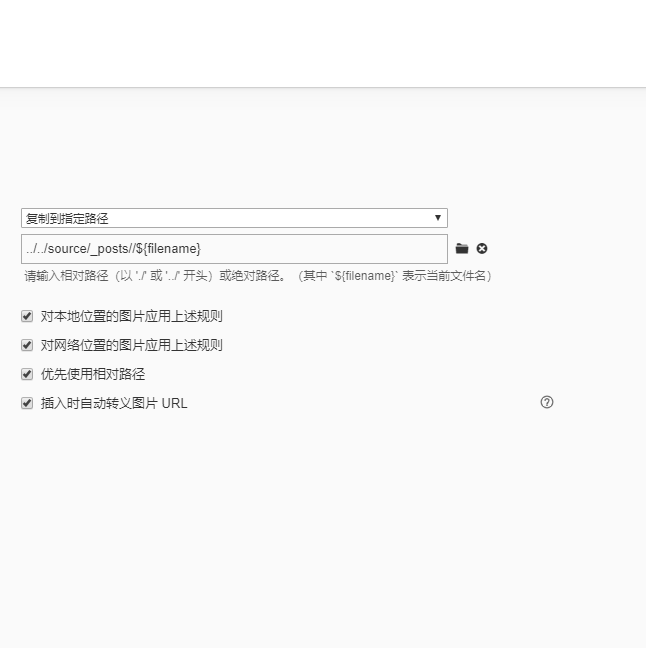 复制到指定路径
../../source/_posts//${filename}
请输入相对路径（以 './' 或 '../' 开头）或绝对路径。（其中 `${filename}` 表示当前文件名）
对本地位置的图片应用上述规则
对网络位置的图片应用上述规则
优先使用相对路径
插入时自动转义图片 URL